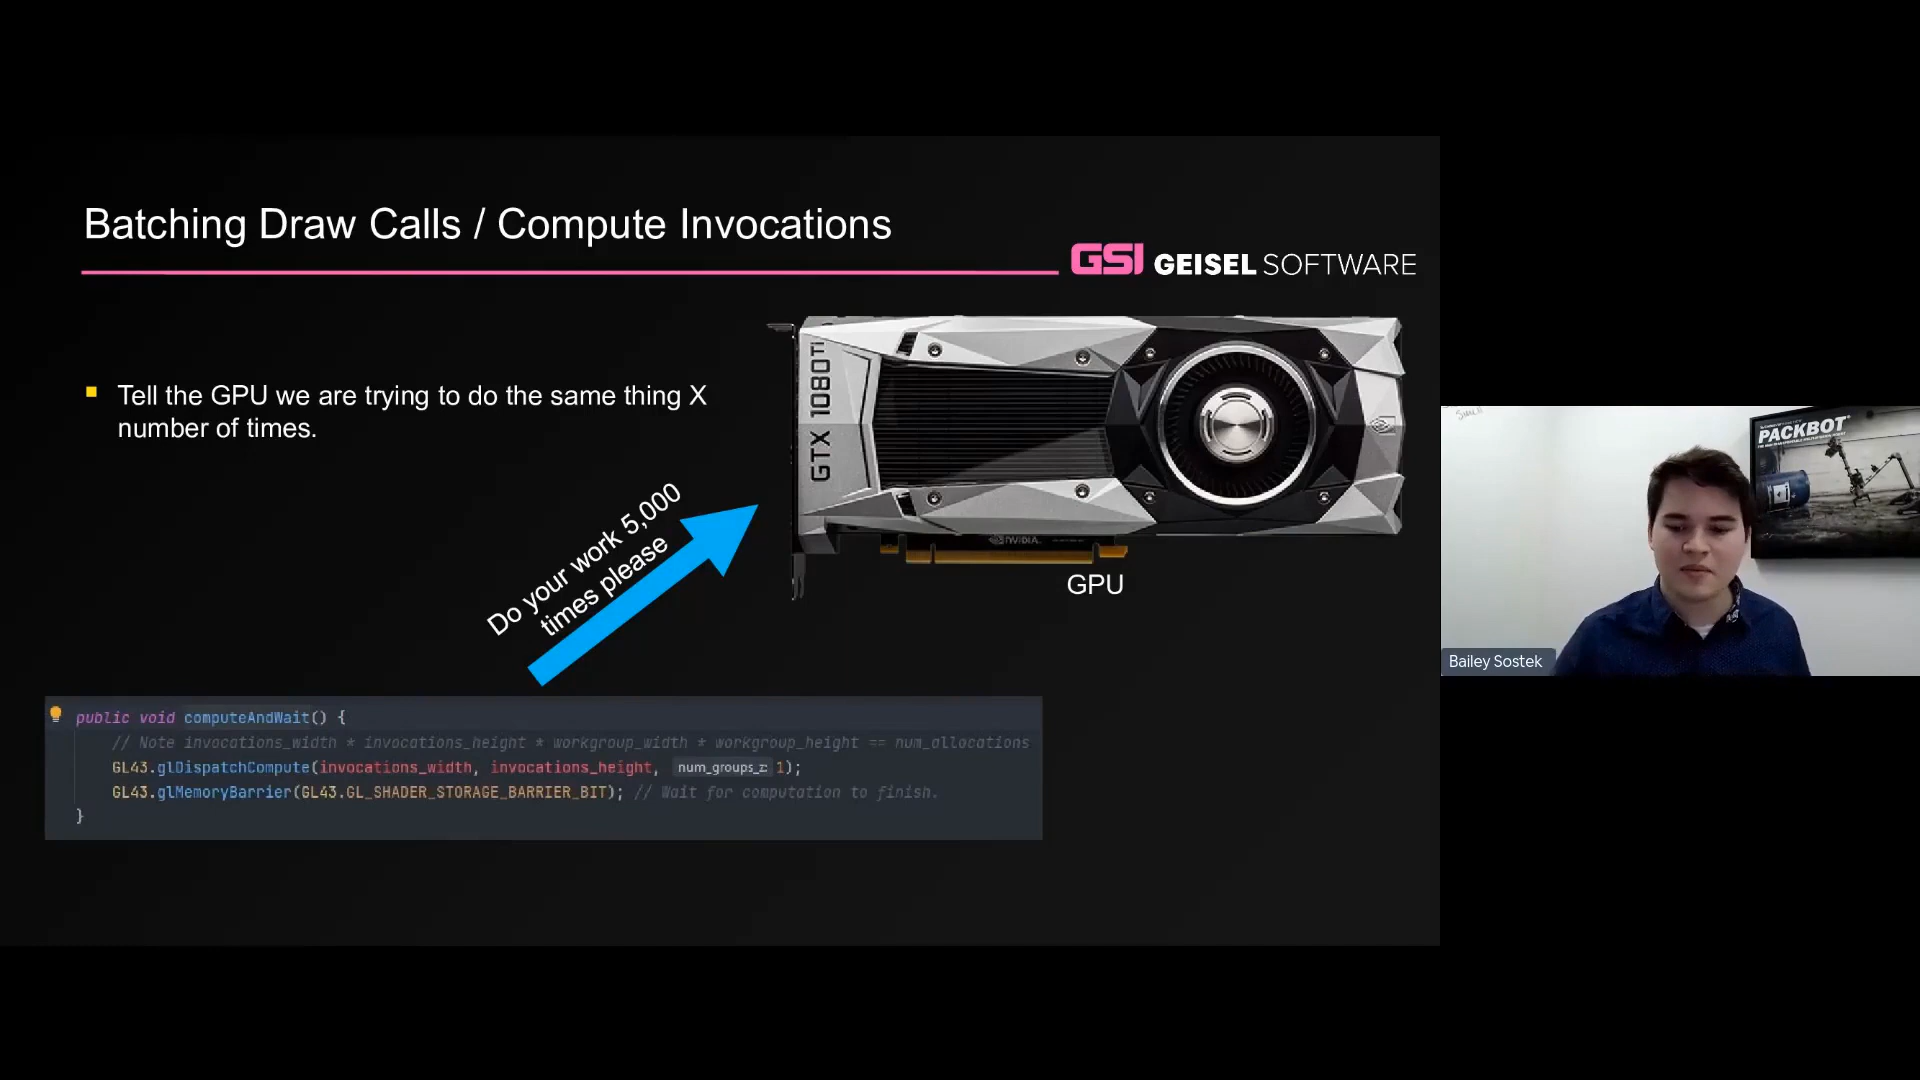 Batching Draw Calls / Compute Invocations
GSI GEISEL SOFTWARE
Tell the GPU we are trying to do the same thing X
number of times.
GTX 1080 Ti
NVIDIA.
GPU
Do your work 5,000
times please
public void computeAndWait() {
// Note invocations_width * invocations_height * workgroup_width * workgroup_height == num_allocations
GL43.glDispatchCompute(invocations_width, invocations_height, num_groups_z: 1);
GL43.glMemoryBarrier(GL43.GL_SHADER_STORAGE_BARRIER_BIT); // Wait for computation to finish.
}
PACKBOT
Bailey Sostek